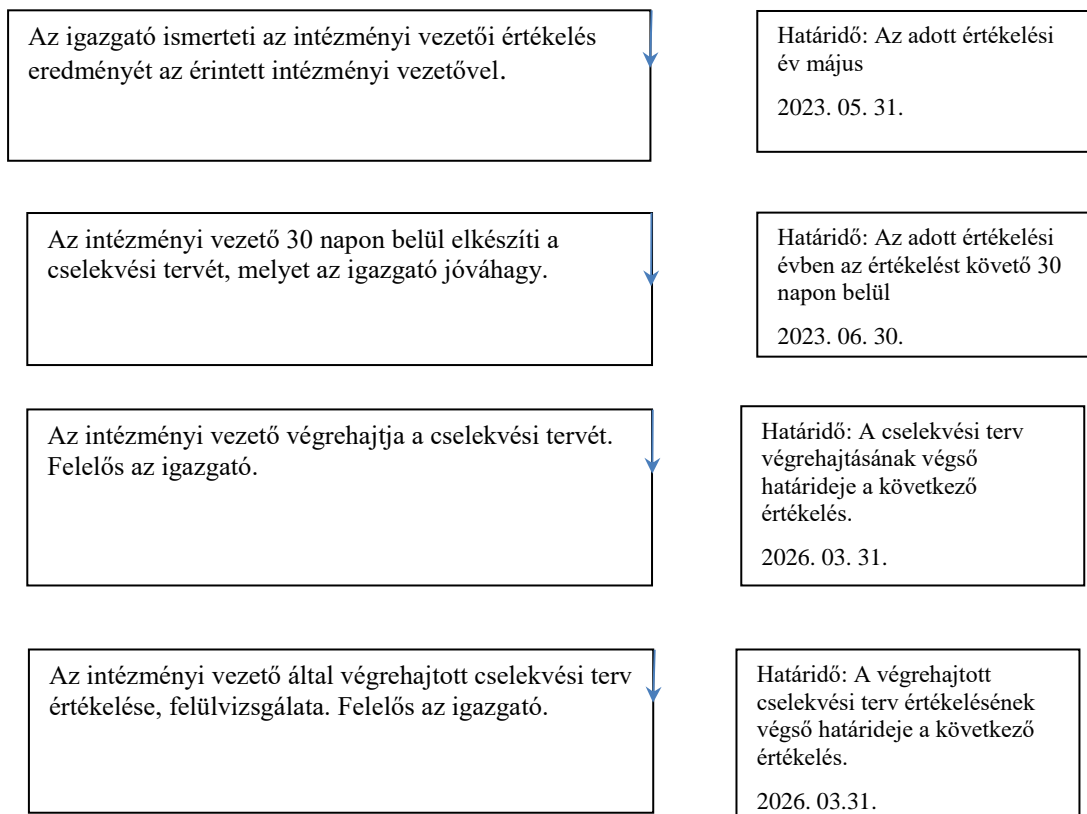 Az igazgató ismerteti az intézményi vezetői értékelés
eredményét az érintett intézményi vezetővel.
Határidő: Az adott értékelési
év május
2023. 05. 31.
Az intézményi vezető 30 napon belül elkészíti a
cselekvési tervét, melyet az igazgató jóváhagy.
Határidő: Az adott értékelési
évben az értékelést követő 30
napon belül
2023. 06. 30.
Az intézményi vezető végrehajtja a cselekvési tervét.
Felelős az igazgató.
Határidő: A cselekvési terv
végrehajtásának végső
határideje a következő
értékelés.
2026. 03. 31.
Az intézményi vezető által végrehajtott cselekvési terv
értékelése, felülvizsgálata. Felelős az igazgató.
Határidő: A végrehajtott
cselekvési terv értékelésének
végső határideje a következő
értékelés.
2026. 03.31.